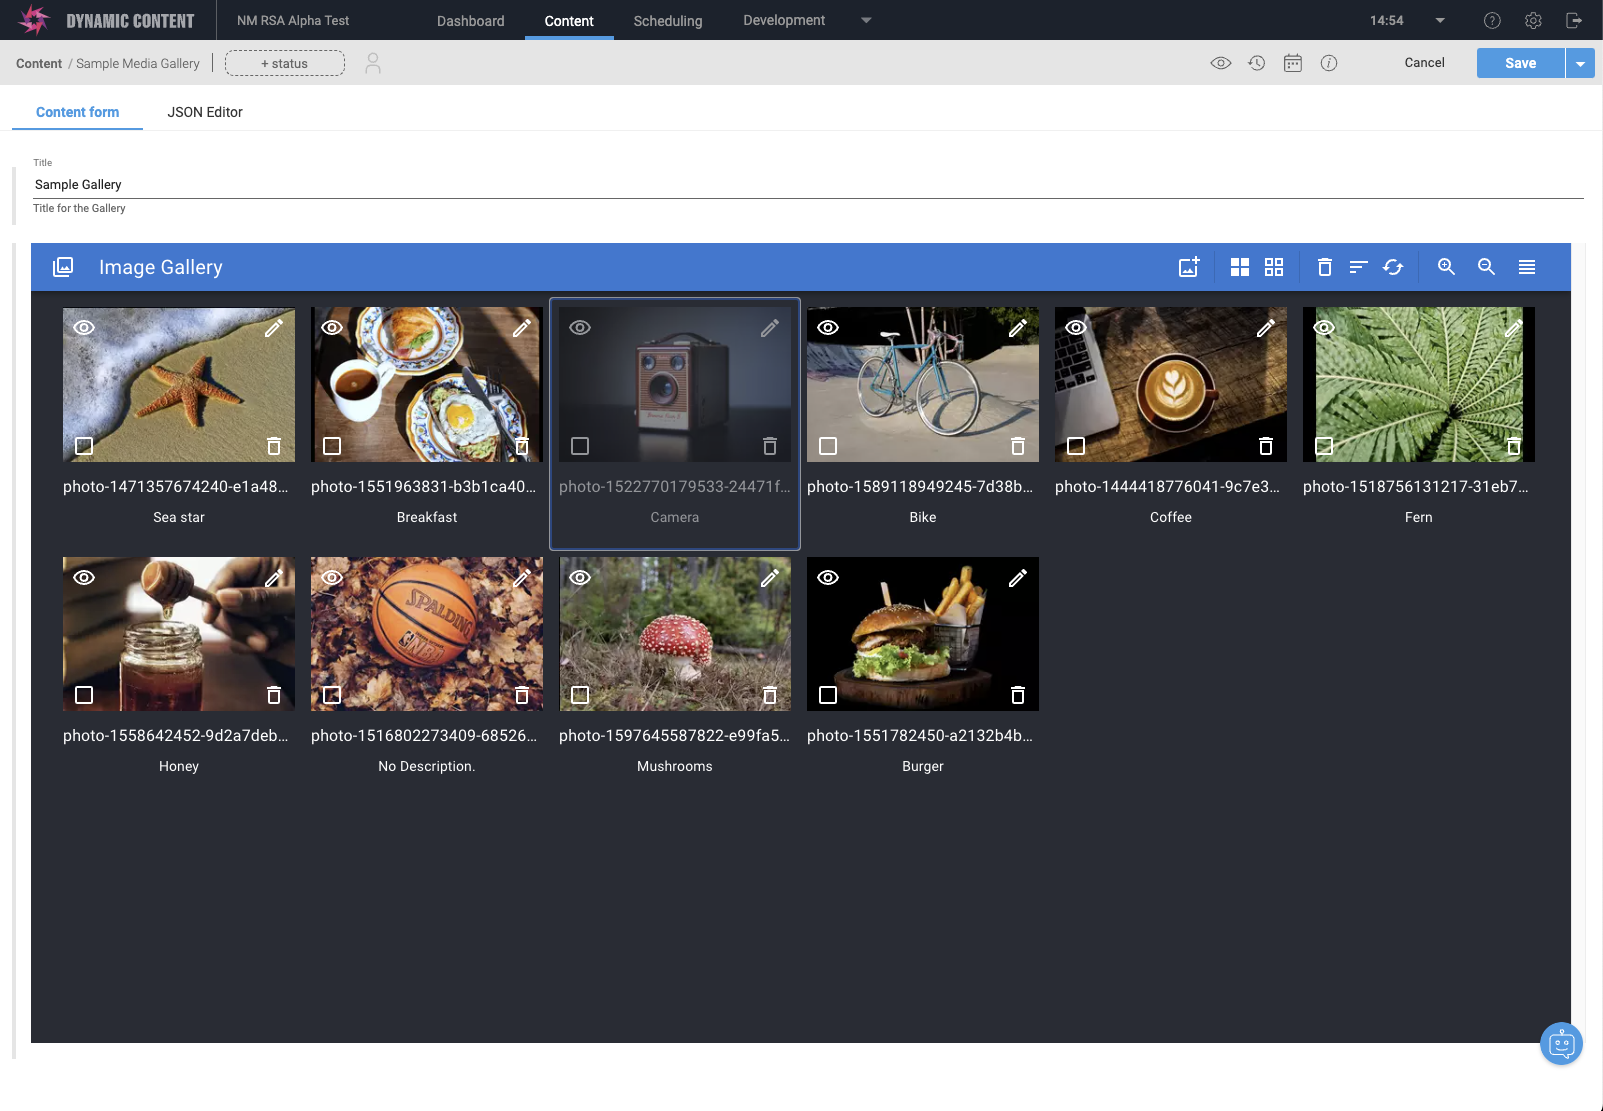 DYNAMIC CONTENT
NM RSA Alpha Test
Dashboard
Content
Scheduling
Development
14:54
Content / Sample Media Gallery
+ status
Cancel
Save
Content form
JSON Editor
Title
Sample Gallery
Title for the Gallery
Image Gallery
photo-1471357674240-e1a48...
photo-1551963831-b3b1ca40...
photo-1522770179533-24471f...
photo-1589118949245-7d38b...
photo-1444418776041-9c7e3...
photo-1518756131217-31eb7...
Sea star
Breakfast
Camera
Bike
Coffee
Fern
SPALDING
NBA
photo-1558642452-9d2a7deb...
photo-1516802273409-68526...
photo-1597645587822-e99fa5...
photo-1551782450-a2132b4b...
Honey
No Description.
Mushrooms
Burger